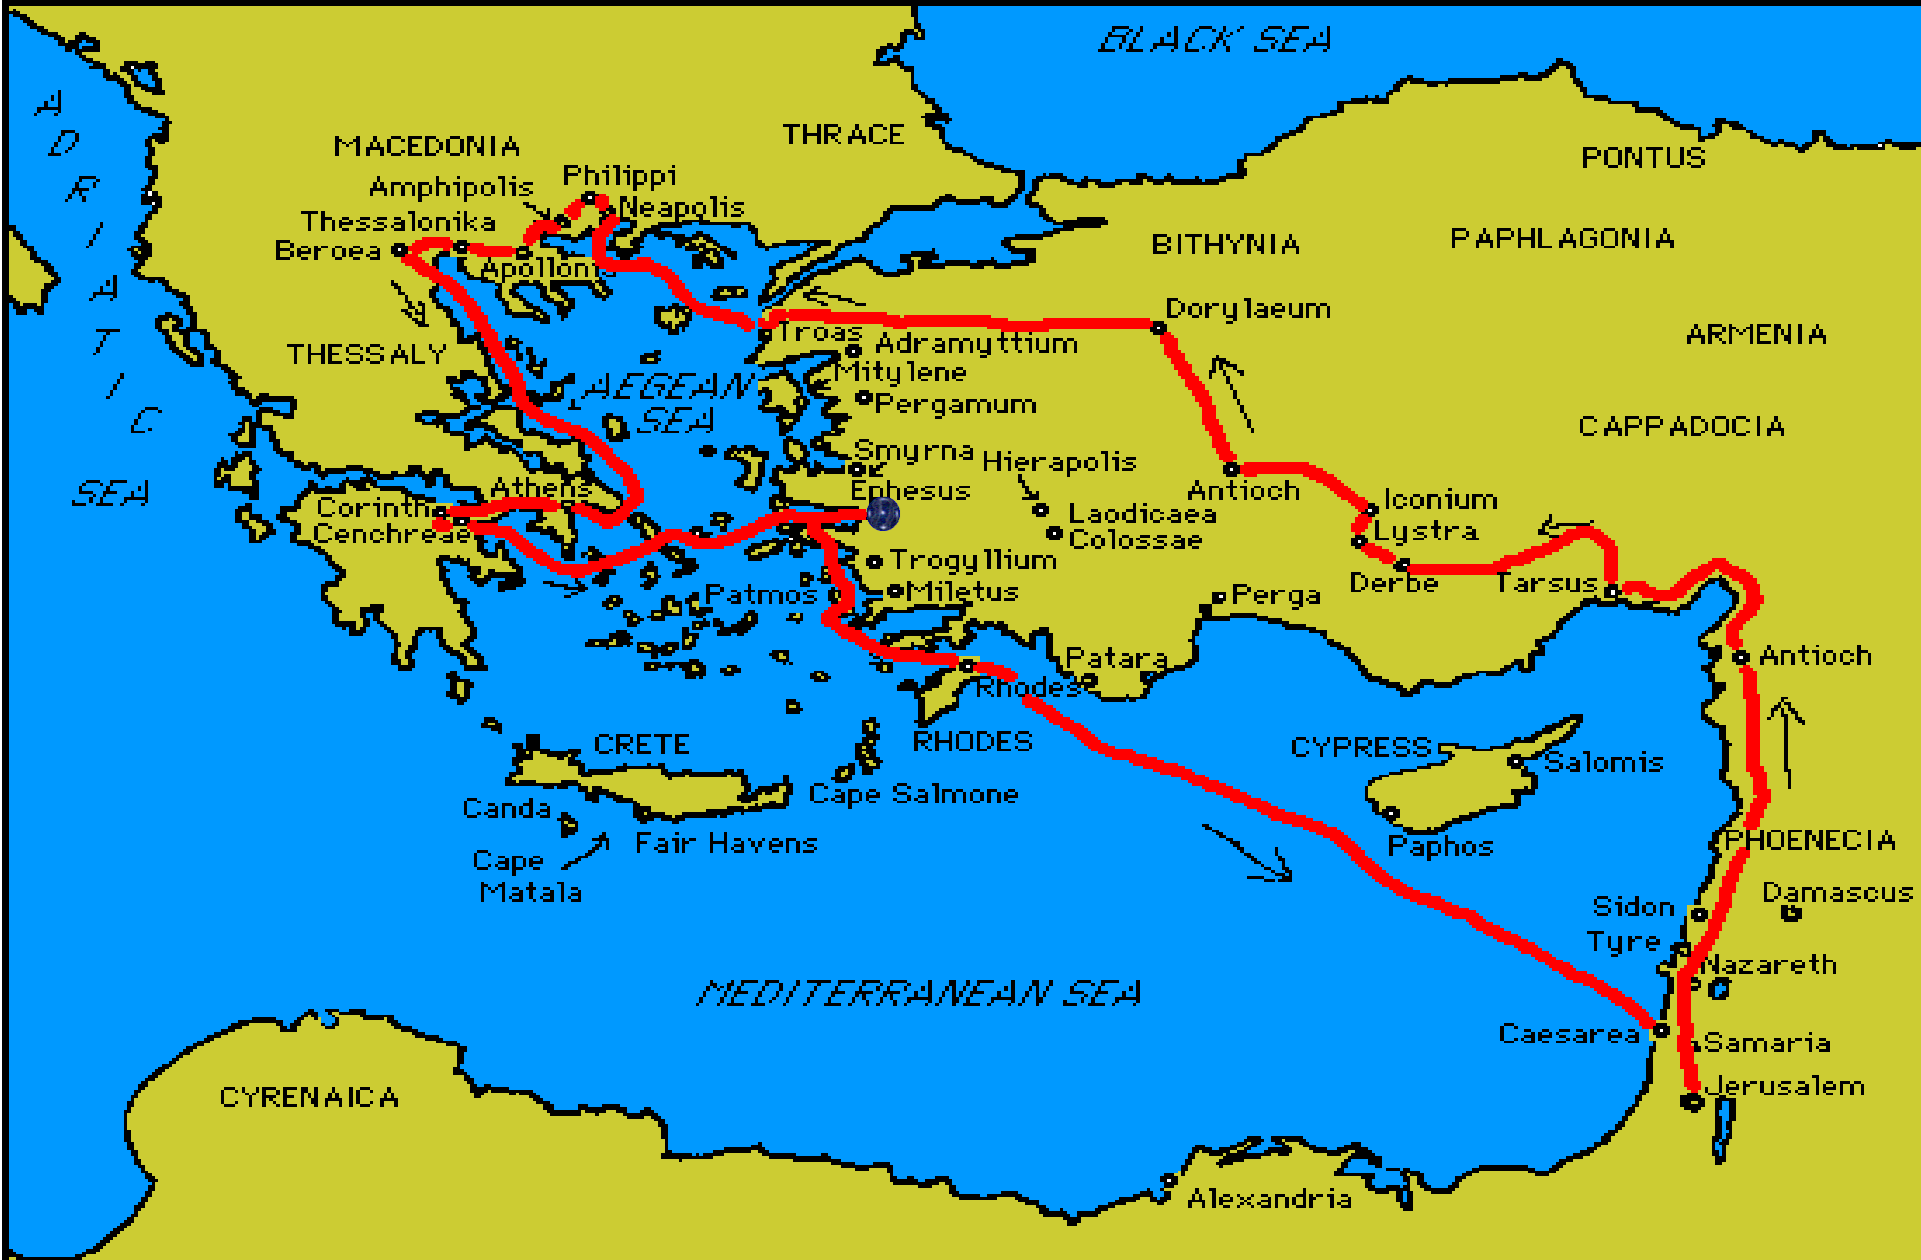 BLACK SEA
ADRIATIC
SEA
MACEDONIA
THRACE
PONTUS
Amphipolis
Philippi
Neapolis
Thessalonika
Beroea
Apollonia
BITHYNIA
PAPHLAGONIA
Dorylaeum
ARMENIA
THESSALY
Troas
Adramyttium
Mitylene
AEGEAN
SEA
Pergamum
CAPPADOCIA
Smyrna
Hierapolis
Ephesus
Antioch
Iconium
Athens
Corinth
Cenchreae
Laodicaea
Colossae
Lystra
Trogyllium
Derbe
Tarsus
Patmos
Miletus
Perga
Patara
Antioch
Rhodes
CRETE
RHODES
CYPRESS
Salomis
Canda
Cape Salmone
Fair Havens
Cape
Matala
Paphos
PHOENECIA
Damascus
Sidon
Tyre
Nazareth
MEDITERRANEAN SEA
Caesarea
Samaria
Jerusalem
CYRENAICA
Alexandria